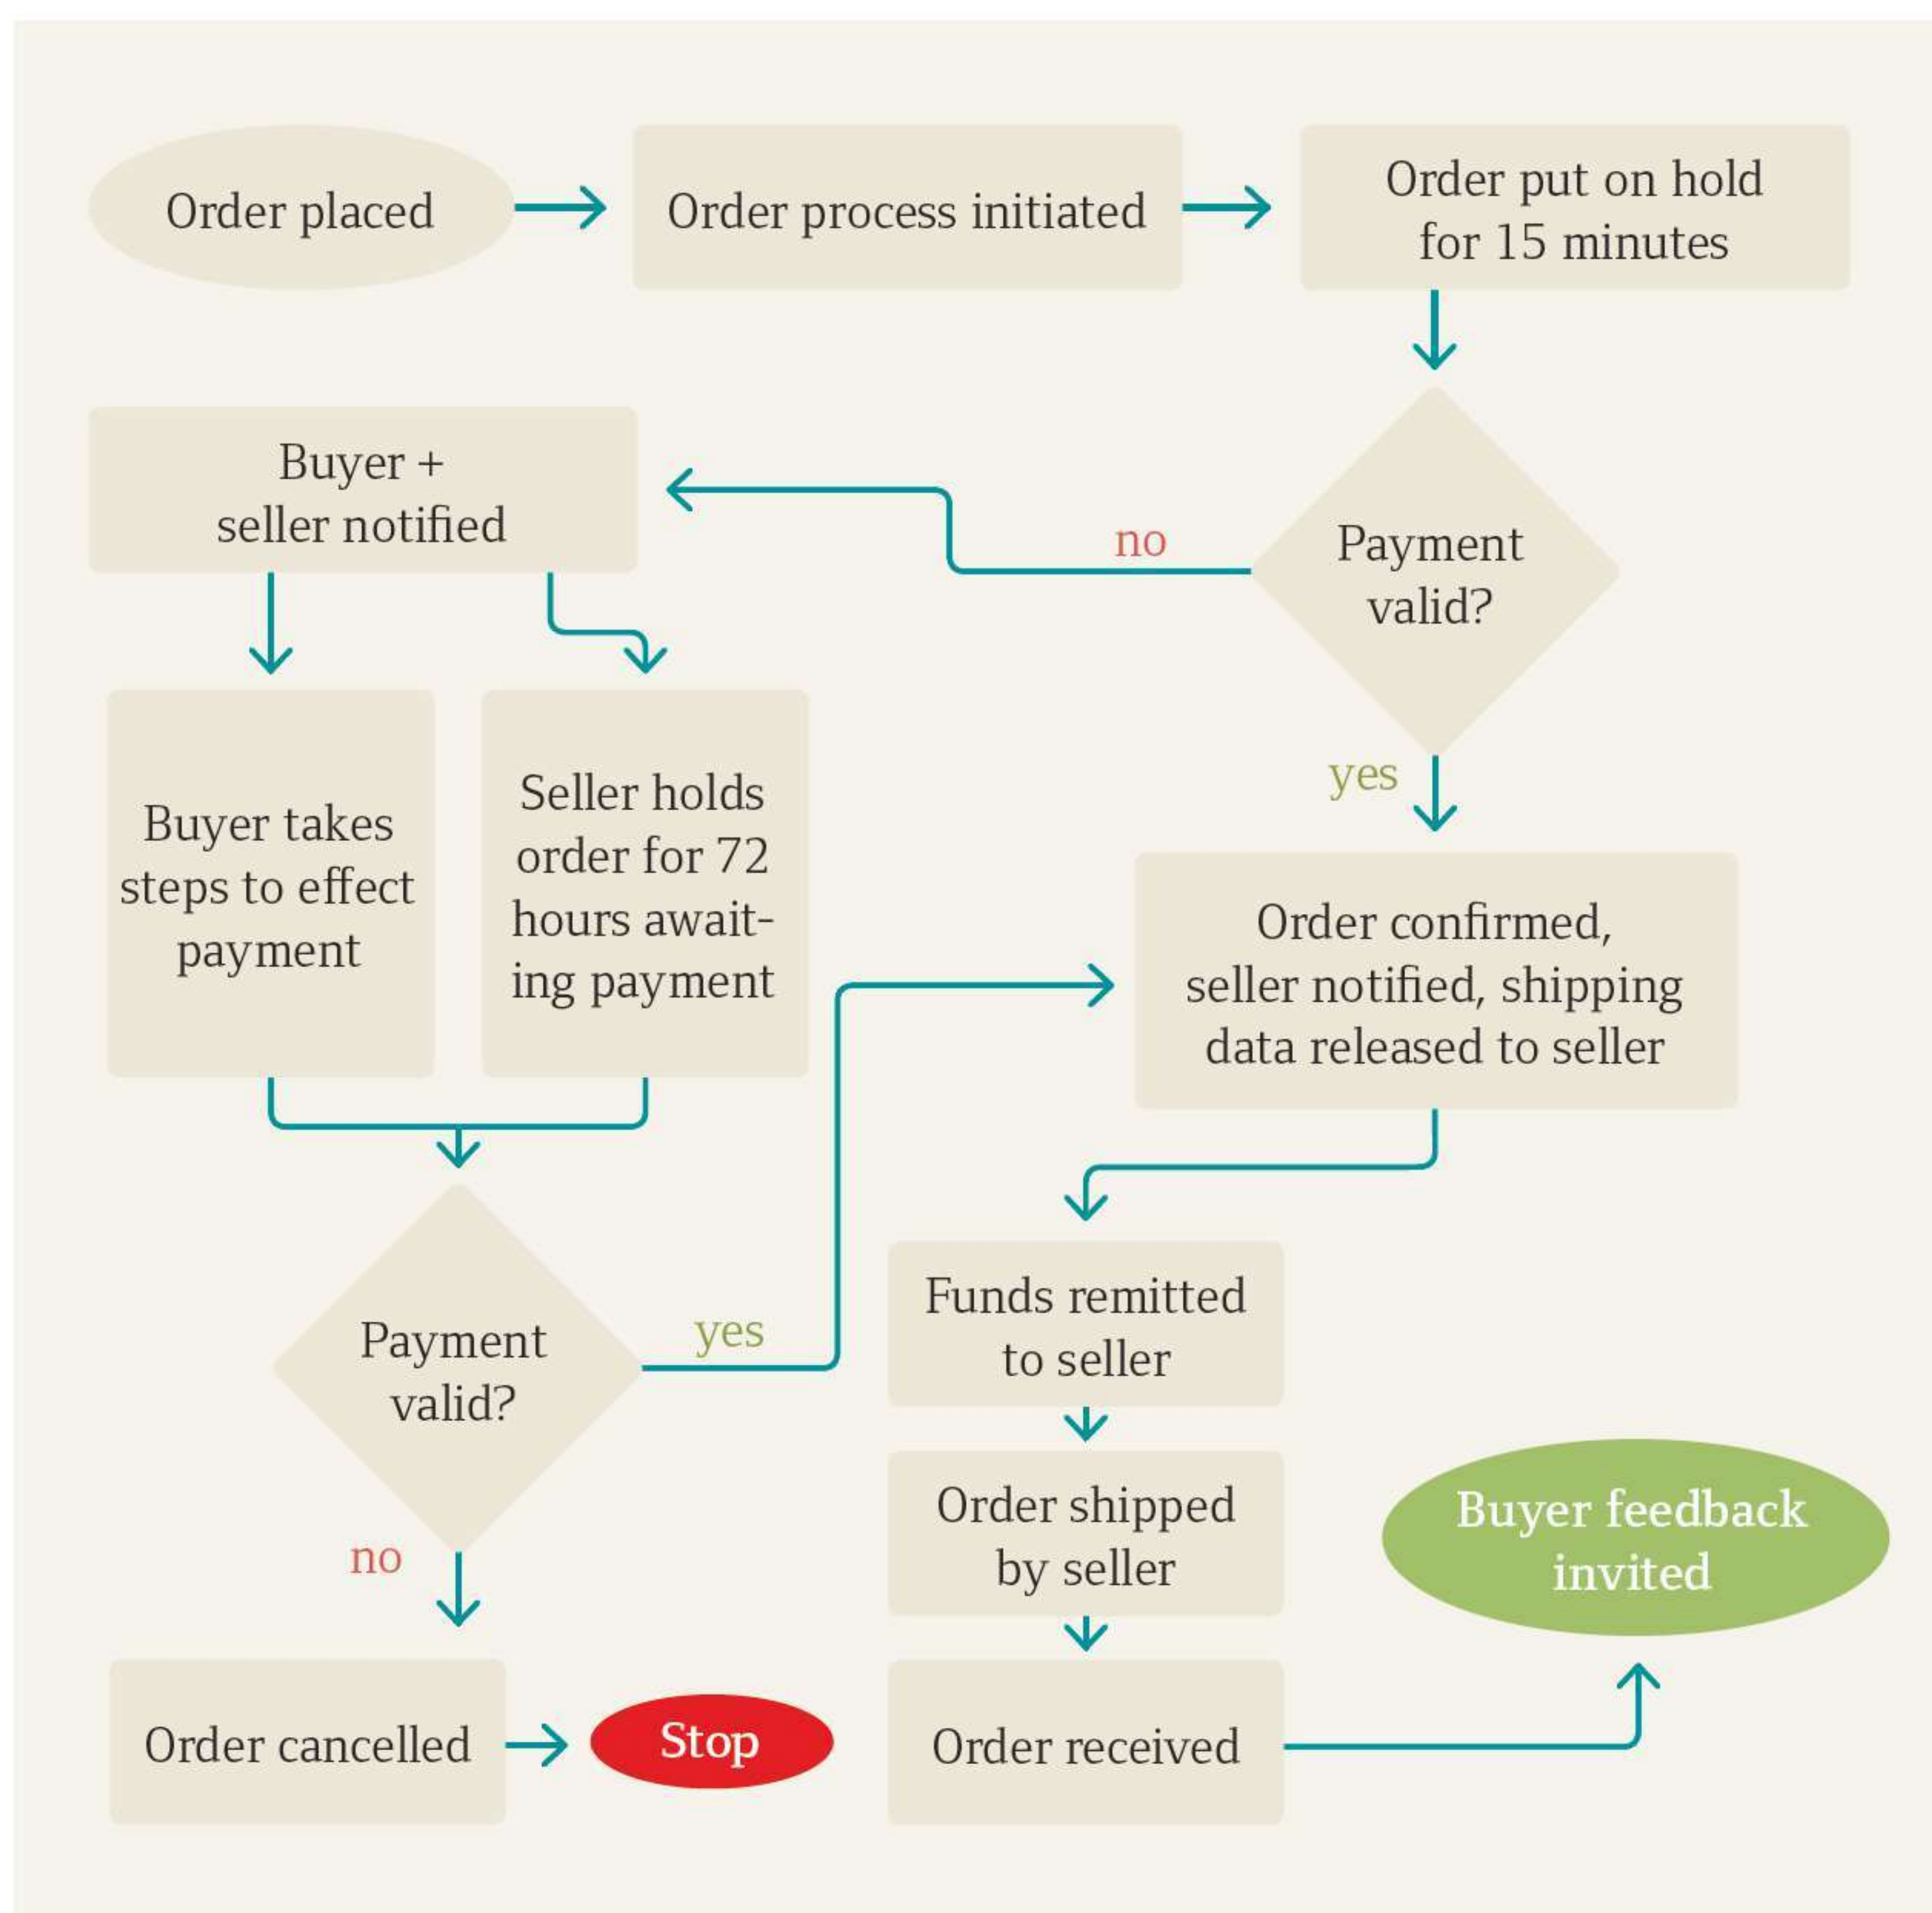 Order placed
Order process initiated
Order put on hold
for 15 minutes
Payment
valid?
no
yes
Buyer +
seller notified
Buyer takes
steps to effect
payment
Seller holds
order for 72
hours await-
ing payment
Payment
valid?
yes
no
Order cancelled
Stop
Order confirmed,
seller notified, shipping
data released to seller
Funds remitted
to seller
Order shipped
by seller
Order received
Buyer feedback
invited